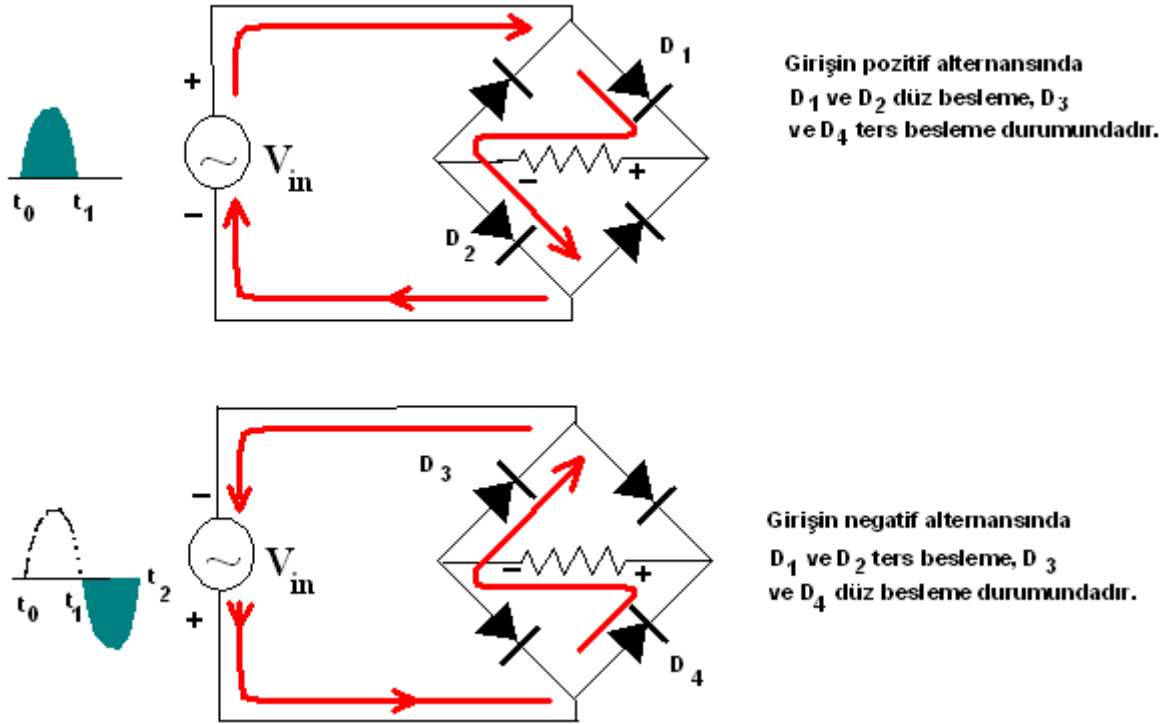 D1
Girişin pozitif alternansında
D1 ve D2 düz besleme, D3
ve D4 ters besleme durumundadır.
+
Vin
t0 t1
−
− +
D2
D3
−
Girişin negatif alternansında
Vin
− +
D1 ve D2 ters besleme, D3
t0 t1 t2
+
ve D4 düz besleme durumundadır.
D4